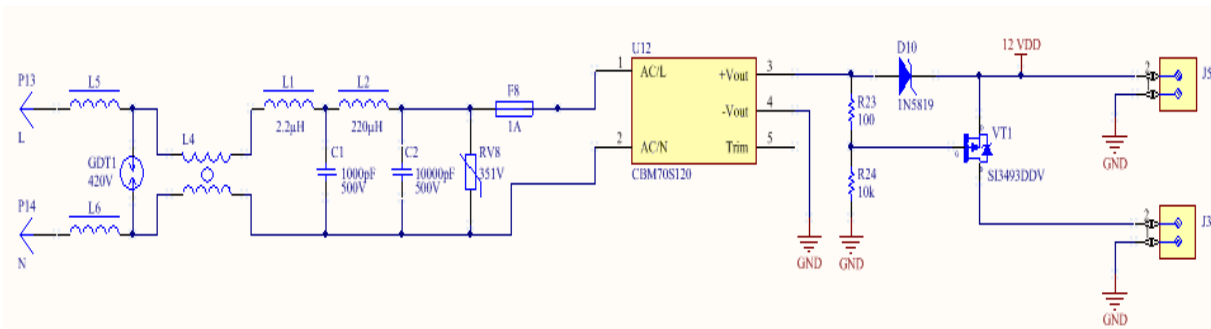 P13
L
L5
GDT1
420V
P14
L6
N
L4
L1
2.2µH
L2
220µH
C1
1000pF
500V
C2
10000pF
500V
RV8
351V
F8
1A
U12
1
AC/L
2
AC/N
+Vout
3
-Vout
4
Trim
5
CBM70S120
GND
R23
100
R24
10k
GND
D10
1N5819
12 VDD
VT1
SI3493DDV
2
J5
GND
2
J3
GND